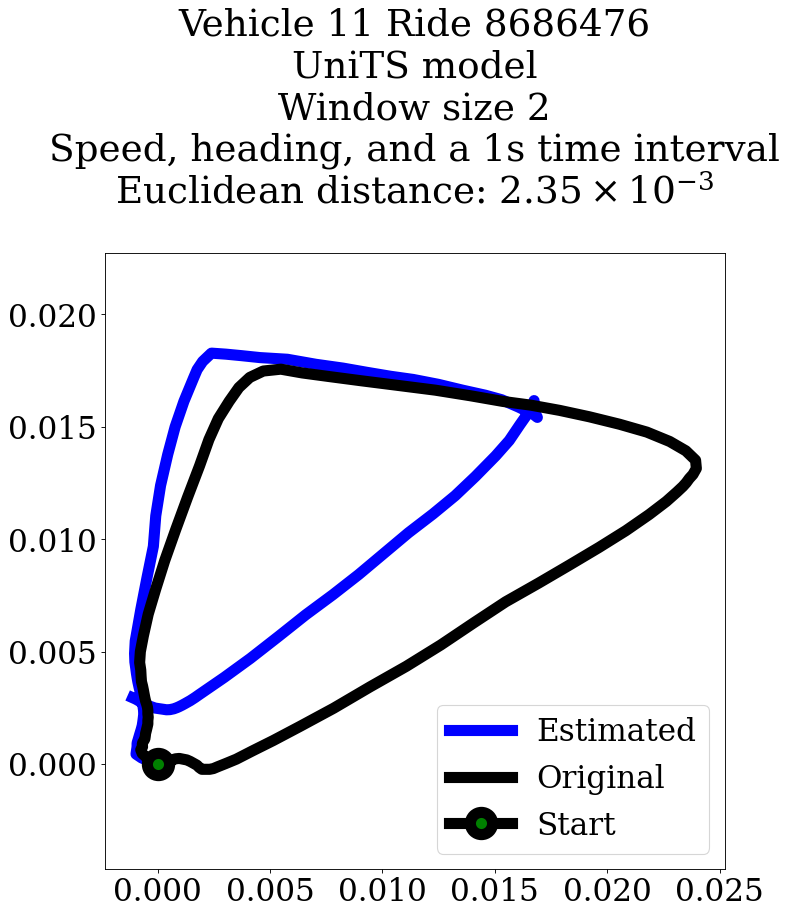 Vehicle 11 Ride 8686476
UniTS model
Window size 2
Speed, heading, and a 1s time interval
Euclidean distance: $2.35 \times 10^{-3}$
0.020
0.015
0.010
0.005
0.000
Estimated
Original
Start
0.000 0.005 0.010 0.015 0.020 0.025